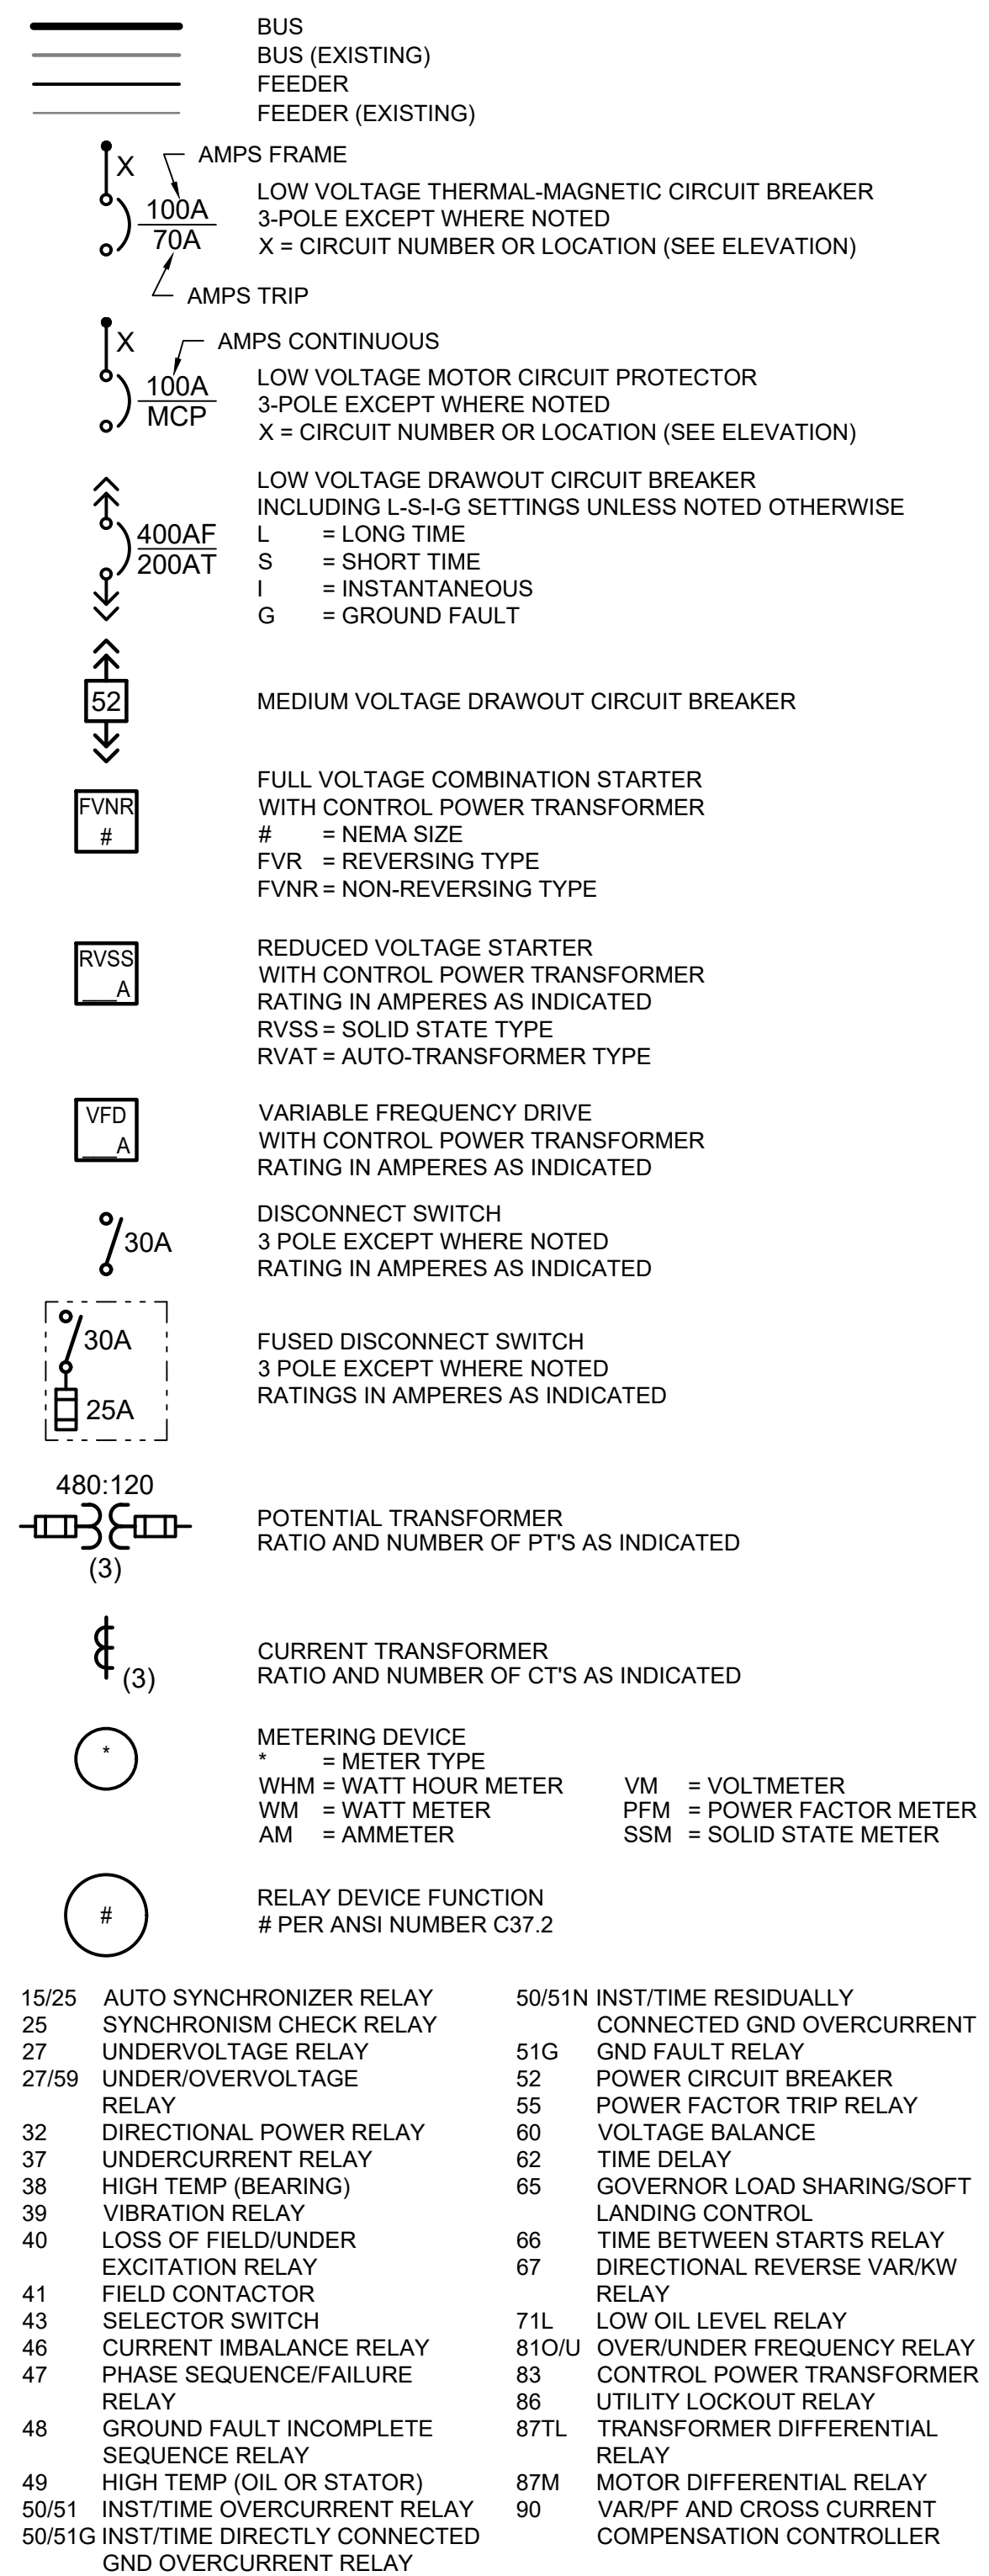 BUS
BUS (EXISTING)
FEEDER
FEEDER (EXISTING)
X
AMPS FRAME
100A
70A
LOW VOLTAGE THERMAL-MAGNETIC CIRCUIT BREAKER
3-POLE EXCEPT WHERE NOTED
X = CIRCUIT NUMBER OR LOCATION (SEE ELEVATION)
AMPS TRIP
X
AMPS CONTINUOUS
100A
MCP
LOW VOLTAGE MOTOR CIRCUIT PROTECTOR
3-POLE EXCEPT WHERE NOTED
X = CIRCUIT NUMBER OR LOCATION (SEE ELEVATION)
400AF
200AT
LOW VOLTAGE DRAWOUT CIRCUIT BREAKER
INCLUDING L-S-I-G SETTINGS UNLESS NOTED OTHERWISE
L = LONG TIME
S = SHORT TIME
I = INSTANTANEOUS
G = GROUND FAULT
52
MEDIUM VOLTAGE DRAWOUT CIRCUIT BREAKER
FVNR
#
FULL VOLTAGE COMBINATION STARTER
WITH CONTROL POWER TRANSFORMER
# = NEMA SIZE
FVR = REVERSING TYPE
FVNR = NON-REVERSING TYPE
RVSS
___A
REDUCED VOLTAGE STARTER
WITH CONTROL POWER TRANSFORMER
RATING IN AMPERES AS INDICATED
RVSS = SOLID STATE TYPE
RVAT = AUTO-TRANSFORMER TYPE
VFD
___A
VARIABLE FREQUENCY DRIVE
WITH CONTROL POWER TRANSFORMER
RATING IN AMPERES AS INDICATED
30A
DISCONNECT SWITCH
3 POLE EXCEPT WHERE NOTED
RATING IN AMPERES AS INDICATED
30A
25A
FUSED DISCONNECT SWITCH
3 POLE EXCEPT WHERE NOTED
RATINGS IN AMPERES AS INDICATED
480:120
(3)
POTENTIAL TRANSFORMER
RATIO AND NUMBER OF PT'S AS INDICATED
(3)
CURRENT TRANSFORMER
RATIO AND NUMBER OF CT'S AS INDICATED
*
METERING DEVICE
* = METER TYPE
WHM = WATT HOUR METER VM = VOLTMETER
WM = WATT METER PFM = POWER FACTOR METER
AM = AMMETER SSM = SOLID STATE METER
#
RELAY DEVICE FUNCTION
# PER ANSI NUMBER C37.2
15/25 AUTO SYNCHRONIZER RELAY
25 SYNCHRONISM CHECK RELAY
27 UNDERVOLTAGE RELAY
27/59 UNDER/OVERVOLTAGE
RELAY
32 DIRECTIONAL POWER RELAY
37 UNDERCURRENT RELAY
38 HIGH TEMP (BEARING)
39 VIBRATION RELAY
40 LOSS OF FIELD/UNDER
EXCITATION RELAY
41 FIELD CONTACTOR
43 SELECTOR SWITCH
46 CURRENT IMBALANCE RELAY
47 PHASE SEQUENCE/FAILURE
RELAY
48 GROUND FAULT INCOMPLETE
SEQUENCE RELAY
49 HIGH TEMP (OIL OR STATOR)
50/51 INST/TIME OVERCURRENT RELAY
50/51G INST/TIME DIRECTLY CONNECTED
GND OVERCURRENT RELAY
50/51N INST/TIME RESIDUALLY
CONNECTED GND OVERCURRENT
51G GND FAULT RELAY
52 POWER CIRCUIT BREAKER
55 POWER FACTOR TRIP RELAY
60 VOLTAGE BALANCE
62 TIME DELAY
65 GOVERNOR LOAD SHARING/SOFT
LANDING CONTROL
66 TIME BETWEEN STARTS RELAY
67 DIRECTIONAL REVERSE VAR/KW
RELAY
71L LOW OIL LEVEL RELAY
81O/U OVER/UNDER FREQUENCY RELAY
83 CONTROL POWER TRANSFORMER
86 UTILITY LOCKOUT RELAY
87TL TRANSFORMER DIFFERENTIAL
RELAY
87M MOTOR DIFFERENTIAL RELAY
90 VAR/PF AND CROSS CURRENT
COMPENSATION CONTROLLER